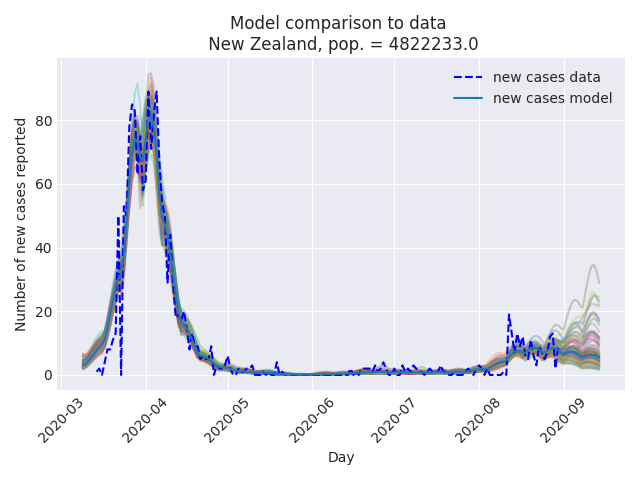 Model comparison to data
New Zealand, pop. = 4822233.0
new cases data
new cases model
Number of new cases reported
80
60
40
20
0
2020-03
2020-04
2020-05
2020-06
2020-07
2020-08
2020-09
Day